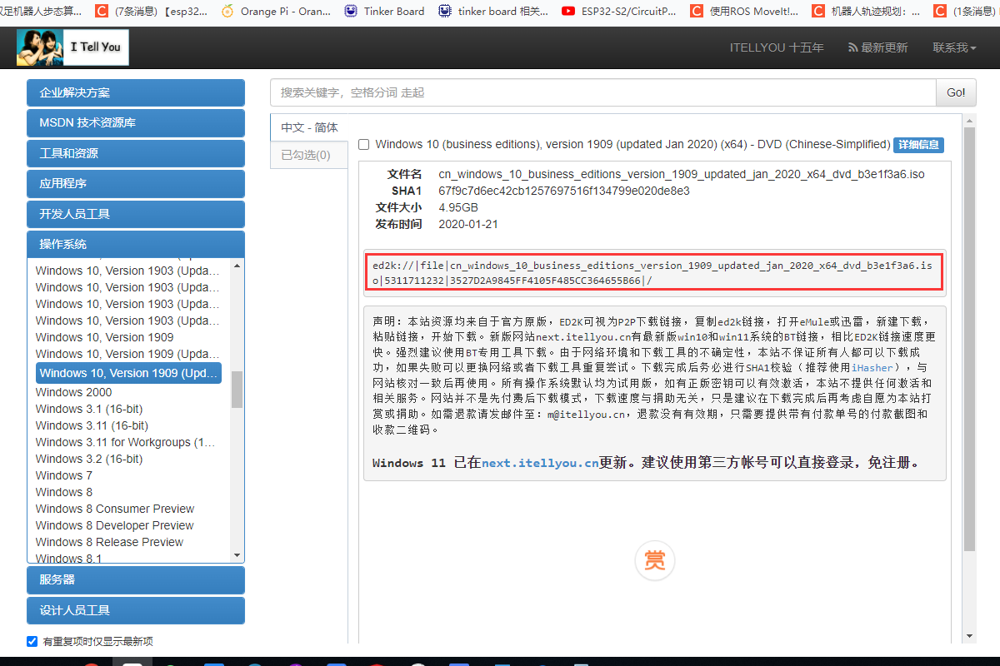 又足机器人步态算...
(7条消息) 【esp32...
Orange Pi - Oran...
Tinker Board
tinker board 相关...
ESP32-S2/CircuitP...
使用ROS MoveIt!...
机器人轨迹规划：...
(1条消息)
I Tell You
ITELLYOU 十五年
最新更新
联系我
企业解决方案
MSDN 技术资源库
工具和资源
应用程序
开发人员工具
操作系统
Windows 10, Version 1903 (Upda...
Windows 10, Version 1903 (Upda...
Windows 10, Version 1903 (Upda...
Windows 10, Version 1903 (Upda...
Windows 10, Version 1909
Windows 10, Version 1909 (Upda...
Windows 10, Version 1909 (Upd...
Windows 2000
Windows 3.1 (16-bit)
Windows 3.11 (16-bit)
Windows 3.11 for Workgroups (1...
Windows 3.2 (16-bit)
Windows 7
Windows 8
Windows 8 Consumer Preview
Windows 8 Developer Preview
Windows 8 Release Preview
Windows 8.1
服务器
设计人员工具
有重复项时仅显示最新项
搜索关键字，空格分词 走起
Go!
中文 - 简体
已勾选(0)
Windows 10 (business editions), version 1909 (updated Jan 2020) (x64) - DVD (Chinese-Simplified) 详细信息
文件名 cn_windows_10_business_editions_version_1909_updated_jan_2020_x64_dvd_b3e1f3a6.iso
SHA1 67f9c7d6ec42cb1257697516f134799e020de8e3
文件大小 4.95GB
发布时间 2020-01-21
ed2k://|file|cn_windows_10_business_editions_version_1909_updated_jan_2020_x64_dvd_b3e1f3a6.is
o|5311711232|3527D2A9845FF4105F485CC364655B66|/
声明：本站资源均来自于官方原版，ED2K可视为P2P下载链接，复制ed2k链接，打开eMule或迅雷，新建下载，
粘贴链接，开始下载。新版网站next.itellyou.cn有最新版win10和win11系统的BT链接，相比ED2K链接速度更
快。强烈建议使用BT专用工具下载。由于网络环境和下载工具的不确定性，本站不保证所有人都可以下载成
功，如果失败可以更换网络或者下载工具重复尝试。下载完成后务必进行SHA1校验（推荐使用iHasher），与
网站核对一致后再使用。所有操作系统默认均为试用版，如有正版密钥可以有效激活，本站不提供任何激活和
相关服务。网站并不是先付费后下载模式，下载速度与捐助无关，只是建议在下载完成后再考虑自愿为本站打
赏或捐助。如需退款请发邮件至：m@itellyou.cn，退款没有有效期，只需要提供带有付款单号的付款截图和
收款二维码。
Windows 11 已在next.itellyou.cn更新。建议使用第三方帐号可以直接登录，免注册。
赏